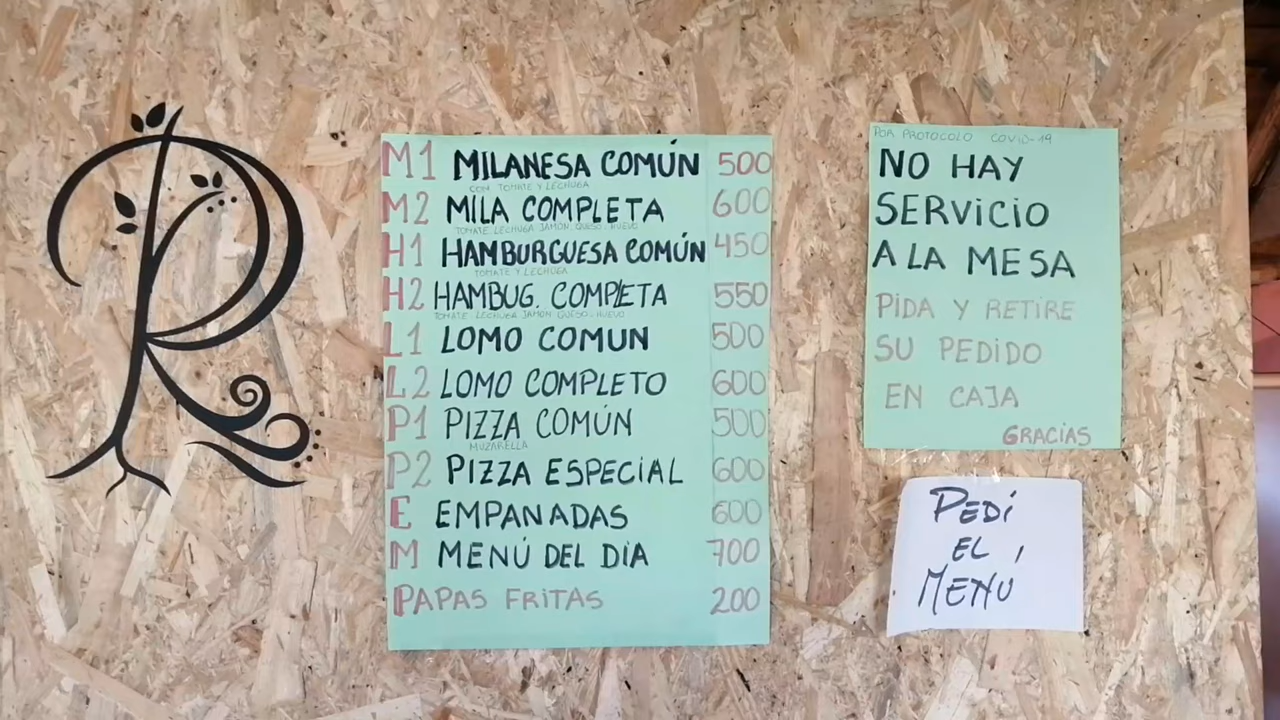 R
M1 MILANESA COMÚN 500
CON TOMATE Y LECHUGA
M2 MILA COMPLETA 600
TOMATE LECHUGA JAMON, QUESO, HUEVO
H1 HAMBURGUESA COMÚN 450
TOMATE Y LECHUGA
H2 HAMBUG. COMPLETA 550
TOMATE LECHUGA JAMON QUESO HUEVO
L1 LOMO COMUN 500
L2 LOMO COMPLETO 600
P1 PIZZA COMÚN 500
MUZARELLA
P2 PIZZA ESPECIAL 600
E EMPANADAS 600
M MENÚ DEL DIA 700
PAPAS FRITAS 200
POR PROTOCOLO COVID-19
NO HAY
SERVICIO
A LA MESA
PIDA Y RETIRE
SU PEDIDO
EN CAJA
GRACIAS
PEDÍ
EL
MENÚ